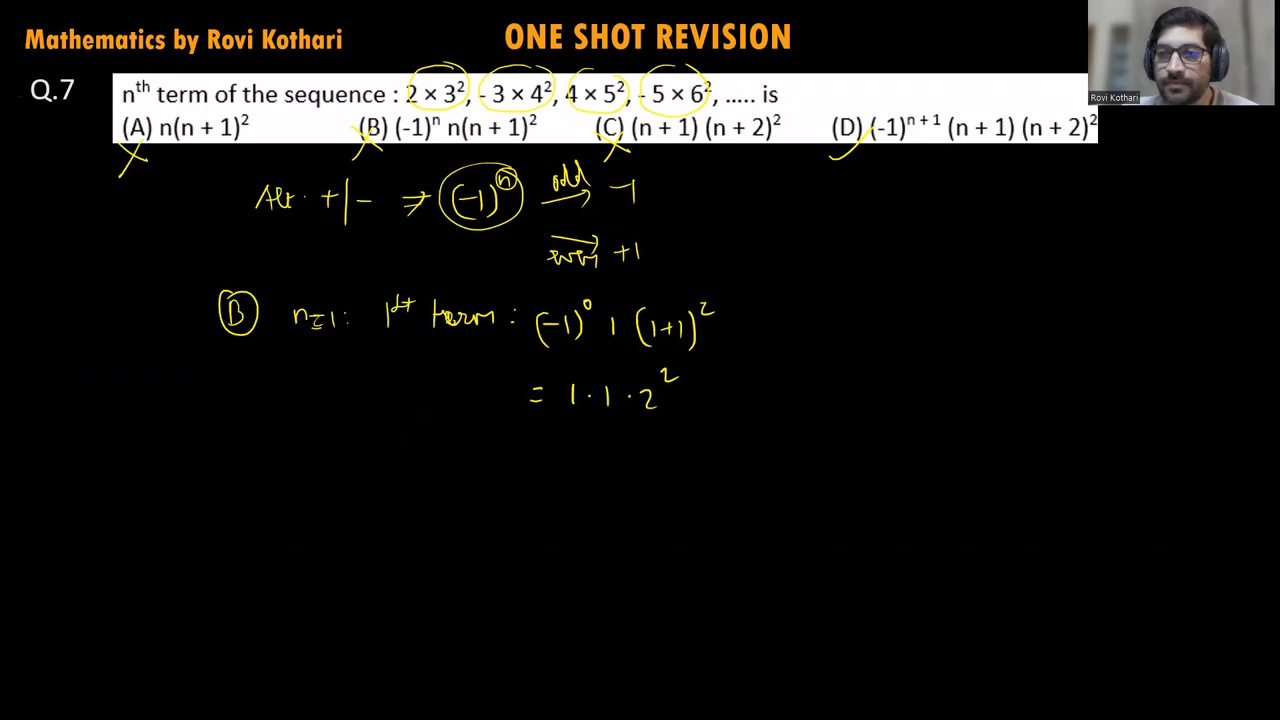 Mathematics by Rovi Kothari
ONE SHOT REVISION
Rovi Kothari
Q.7
nᵗʰ term of the sequence : 2 × 3², - 3 × 4², 4 × 5², - 5 × 6², ..... is
(A) n(n + 1)² (B) (-1)ⁿ n(n + 1)² (C) (n + 1) (n + 2)² (D) (-1)ⁿ⁺¹ (n + 1) (n + 2)²
Alt. +/- ⇒ (-1)ⁿ odd → -1
even → +1
B n=1: 1st term : (-1)⁰ 1 (1+1)²
= 1 · 1 · 2²